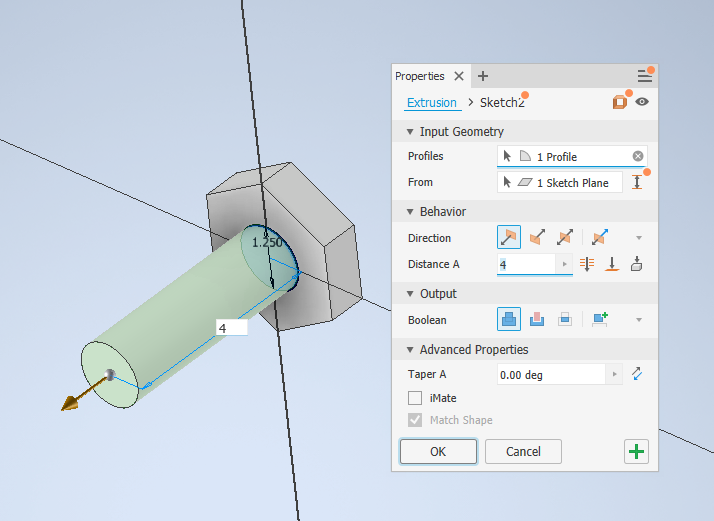 Properties × +
Extrusion > Sketch2
Input Geometry
Profiles 1 Profile
From 1 Sketch Plane
Behavior
Direction
Distance A 4
Output
Boolean
Advanced Properties
Taper A 0.00 deg
iMate
Match Shape
OK Cancel
1.250
4